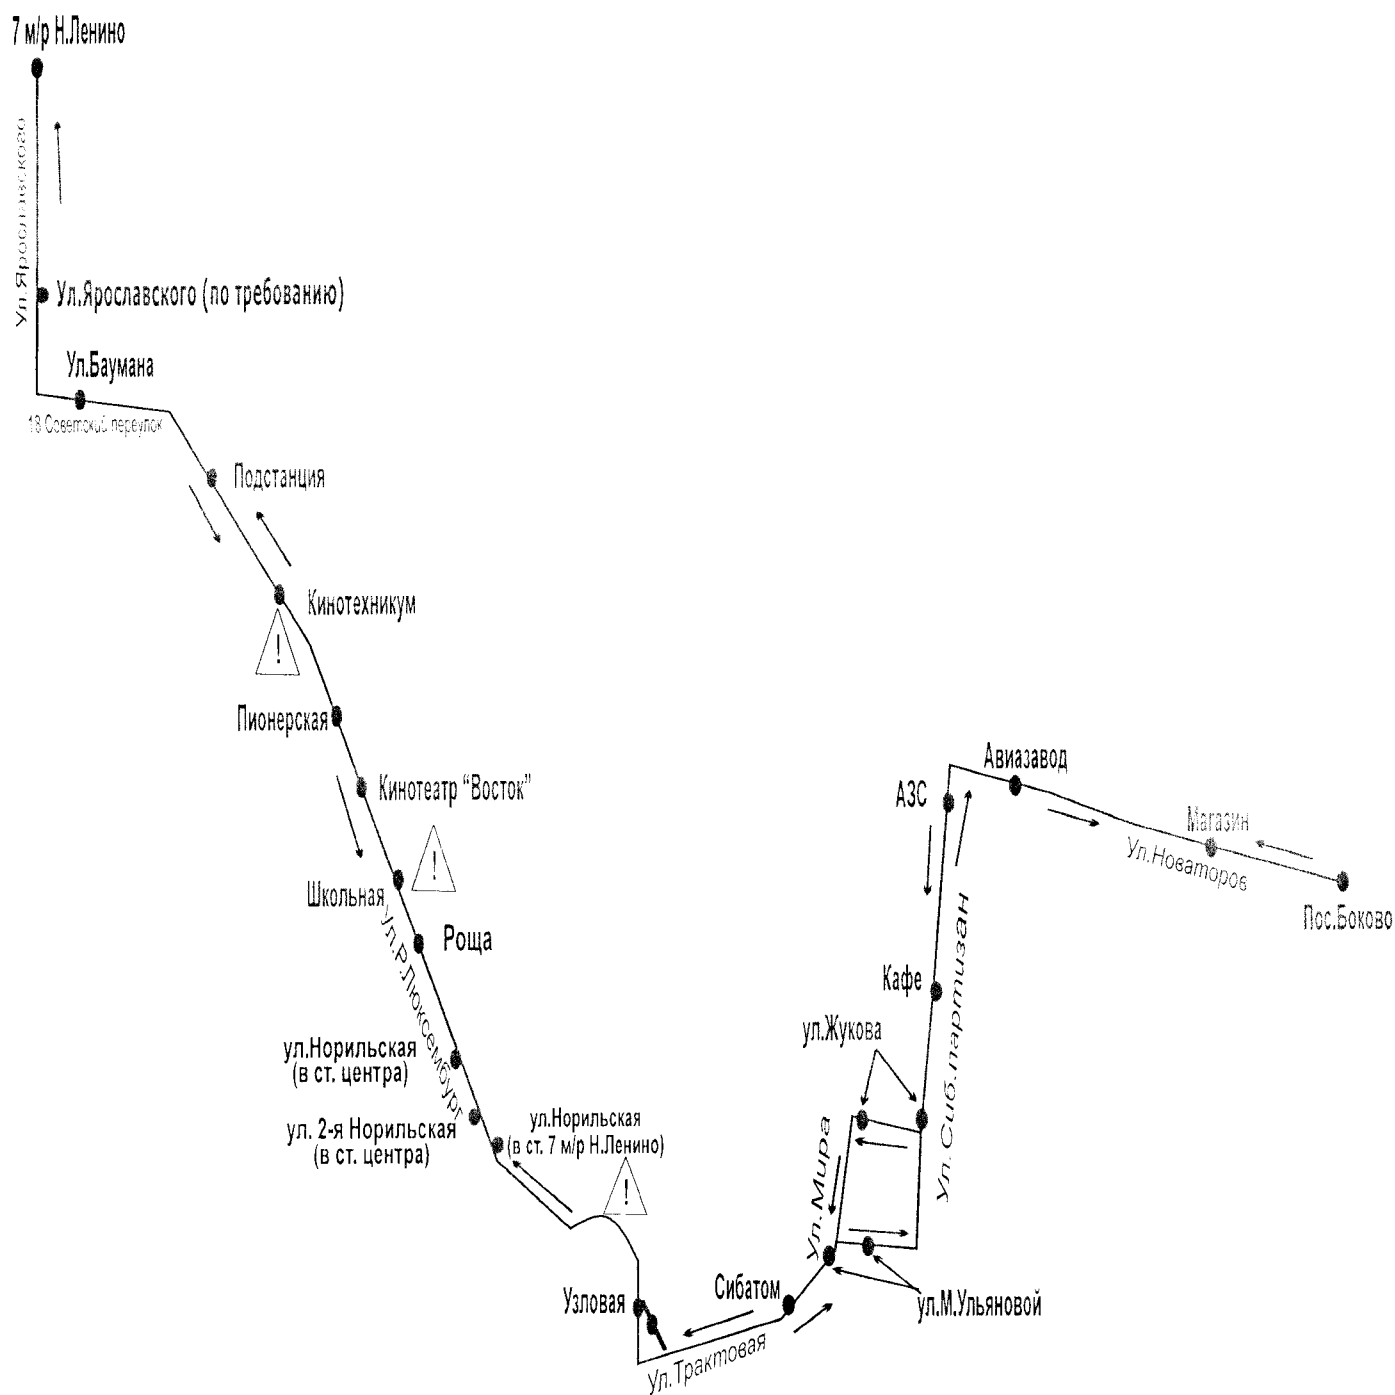 7 м/р Н.Ленино
Ул.Ярославского
Ул.Ярославского (по требованию)
Ул.Баумана
18 Советский переулок
Подстанция
Кинотехникум
!
Пионерская
Кинотеатр “Восток”
!
Школьная
Ул.Р.Люксембург
Роща
ул.Норильская
(в ст. центра)
ул. 2-я Норильская
(в ст. центра)
ул.Норильская
(в ст. 7 м/р Н.Ленино)
!
Узловая
Ул.Трактовая
Сибатом
ул.М.Ульяновой
Ул.Мира
ул.Жукова
Ул.Сиб.партизан
Кафе
АЗС
Авиазавод
Магазин
Ул.Новаторов
Пос.Боково